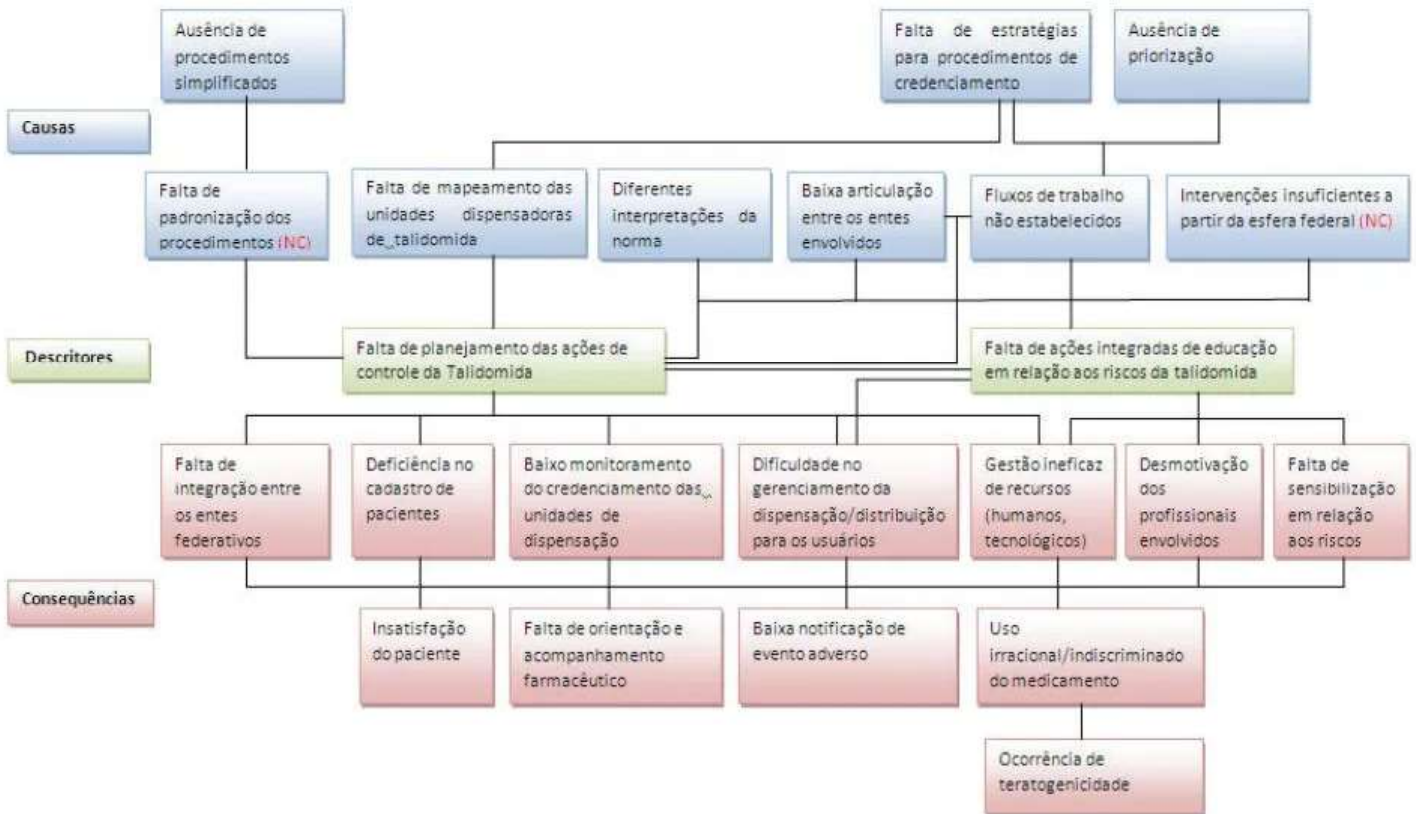 Ausência de
procedimentos
simplificados
Falta de estratégias
para procedimentos de
credenciamento
Ausência de
priorização
Causas
Falta de
padronização dos
procedimentos (NC)
Falta de mapeamento das
unidades dispensadoras
de talidomida
Diferentes
interpretações da
norma
Baixa articulação
entre os entes
envolvidos
Fluxos de trabalho
não estabelecidos
Intervenções insuficientes a
partir da esfera federal (NC)
Descritores
Falta de planejamento das ações de
controle da Talidomida
Falta de ações integradas de educação
em relação aos riscos da talidomida
Falta de
integração entre
os entes
federativos
Deficiência no
cadastro de
pacientes
Baixo monitoramento
do credenciamento das
unidades de
dispensação
Dificuldade no
gerenciamento da
dispensação/distribuição
para os usuários
Gestão ineficaz
de recursos
(humanos,
tecnológicos)
Desmotivação
dos
profissionais
envolvidos
Falta de
sensibilização
em relação
aos riscos
Consequências
Insatisfação
do paciente
Falta de orientação e
acompanhamento
farmacêutico
Baixa notificação de
evento adverso
Uso
irracional/indiscriminado
do medicamento
Ocorrência de
teratogenicidade